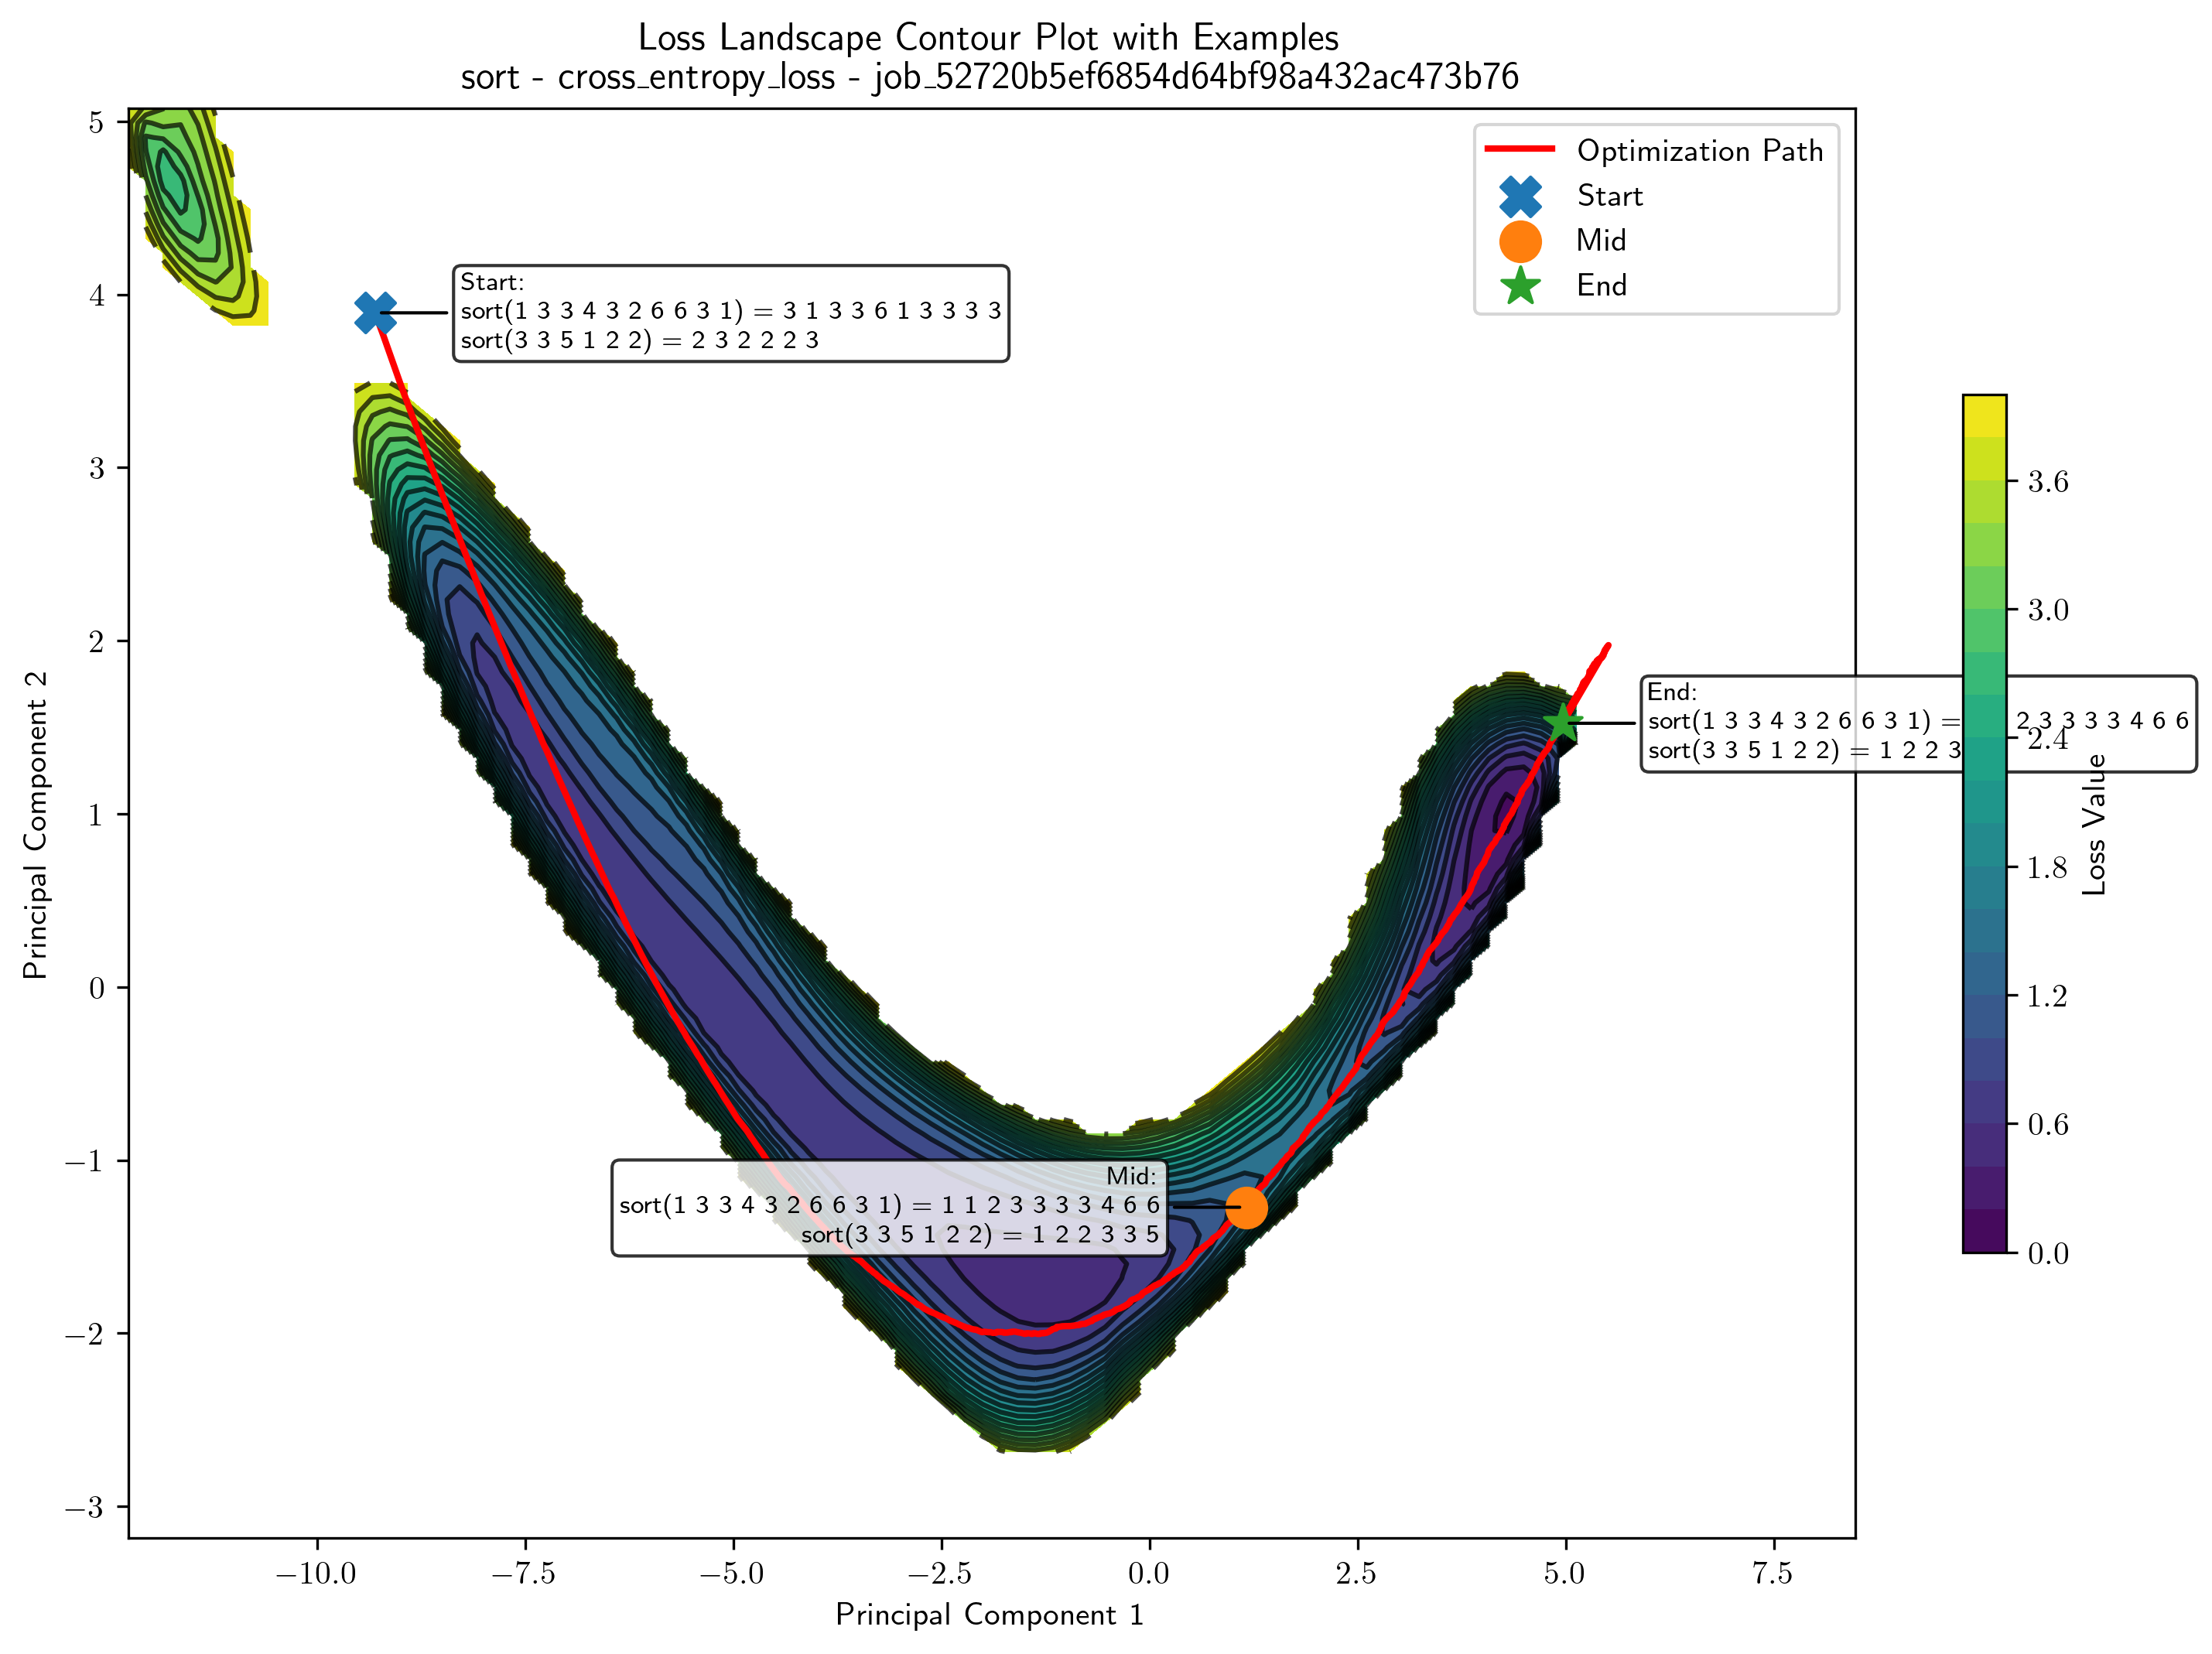 Loss Landscape Contour Plot with Examples
sort - cross_entropy_loss - job_52720b5ef6854d64bf98a432ac473b76
Optimization Path
Start
Mid
End
Start:
sort(1 3 3 4 3 2 6 6 3 1) = 3 1 3 3 6 1 3 3 3 3
sort(3 3 5 1 2 2) = 2 3 2 2 2 3
End:
sort(1 3 3 4 3 2 6 6 3 1) = 2 3 3 3 3 4 6 6
sort(3 3 5 1 2 2) = 1 2 2 3
Mid:
sort(1 3 3 4 3 2 6 6 3 1) = 1 1 2 3 3 3 3 4 6 6
sort(3 3 5 1 2 2) = 1 2 2 3 3 5
5
4
3
2
1
0
−1
−2
−3
Principal Component 2
−10.0 −7.5 −5.0 −2.5 0.0 2.5 5.0 7.5
Principal Component 1
3.6
3.0
2.4
1.8
1.2
0.6
0.0
Loss Value